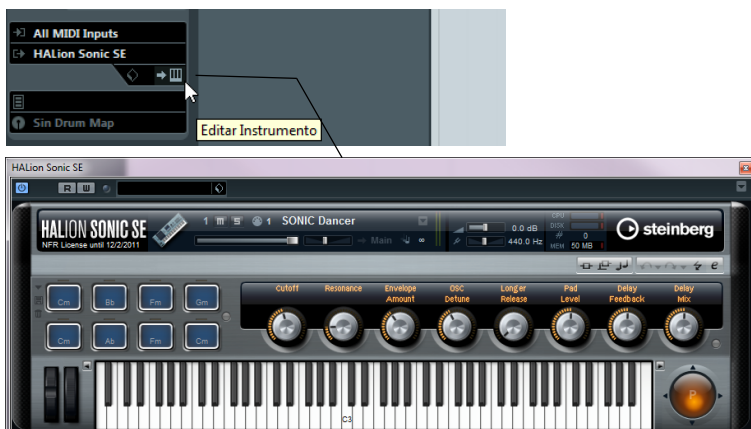 All MIDI Inputs
HALion Sonic SE
Sin Drum Map
Editar Instrumento
HALion Sonic SE
R W
HALION SONIC SE
NFR License until 12/2/2011
1 m S 1 SONIC Dancer
Main
0.0 dB
440.0 Hz
CPU
DISK
# 0
MEM 50 MB
steinberg
e
Cutoff Resonance Envelope Amount OSC Detune Longer Release Pad Level Delay Feedback Delay Mix
Cm Bb Fm Gm
Cm Ab Fm Cm
C3
P